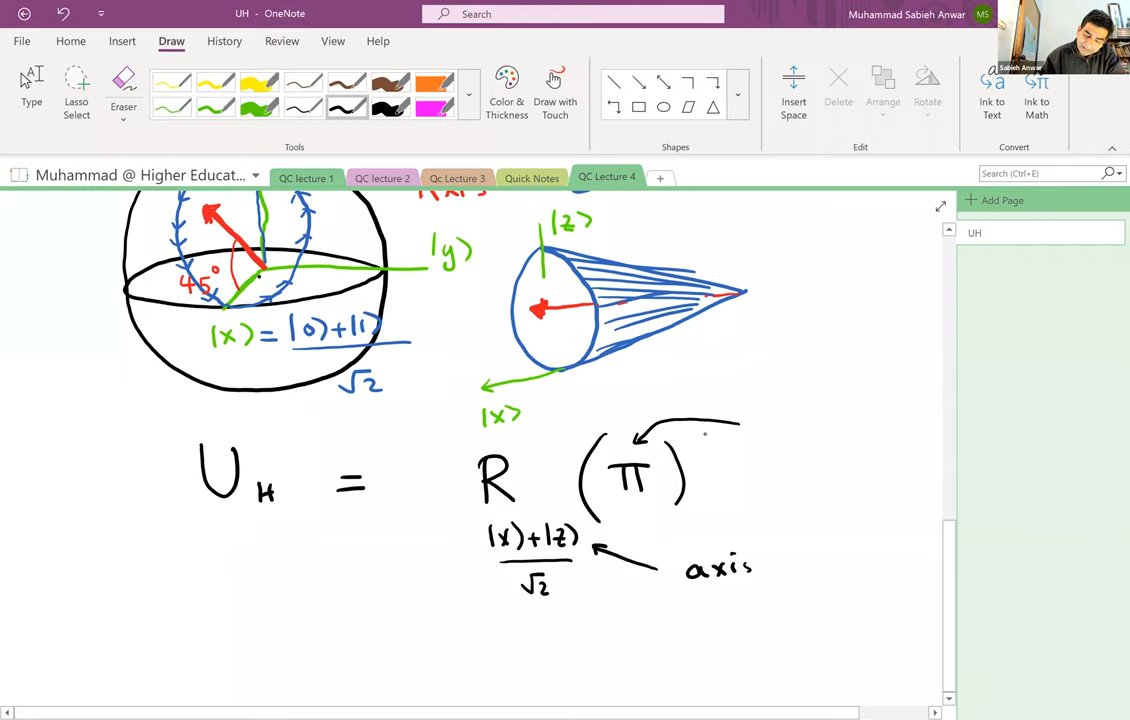 UH - OneNote
Search
Muhammad Sabieh Anwar
MS
File Home Insert Draw History Review View Help
Sabieh Anwar
Type
Lasso Select
Eraser
Color & Thickness
Draw with Touch
Insert Space
Delete
Arrange
Rotate
Ink to Text
Ink to Math
Tools
Shapes
Edit
Convert
Muhammad @ Higher Educat...
QC lecture 1
QC lecture 2
Qc Lecture 3
Quick Notes
QC Lecture 4
Search (Ctrl+E)
Add Page
UH
|z⟩
|y⟩
45°
|x⟩ = |0⟩+|1⟩
√2
|x⟩
U_H = R (π)
|x⟩+|z⟩
√2
axis